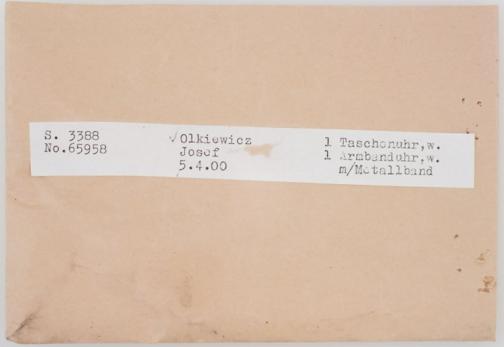 S. 3388
No.65958
✓Olkiewicz
Josef
5.4.00
1 Taschenuhr,w.
1 Armbanduhr,w.
m/Metallband